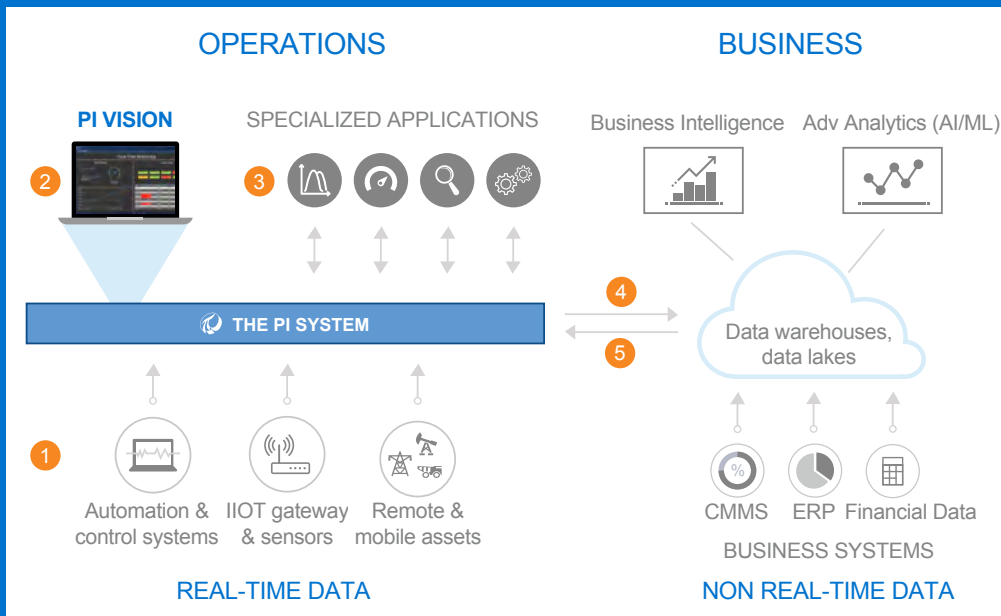 OPERATIONS
BUSINESS
PI VISION
SPECIALIZED APPLICATIONS
Business Intelligence
Adv Analytics (AI/ML)
2
3
4
THE PI SYSTEM
5
Data warehouses,
data lakes
1
%
Automation &
control systems
IIOT gateway
& sensors
Remote &
mobile assets
CMMS
ERP
Financial Data
BUSINESS SYSTEMS
REAL-TIME DATA
NON REAL-TIME DATA